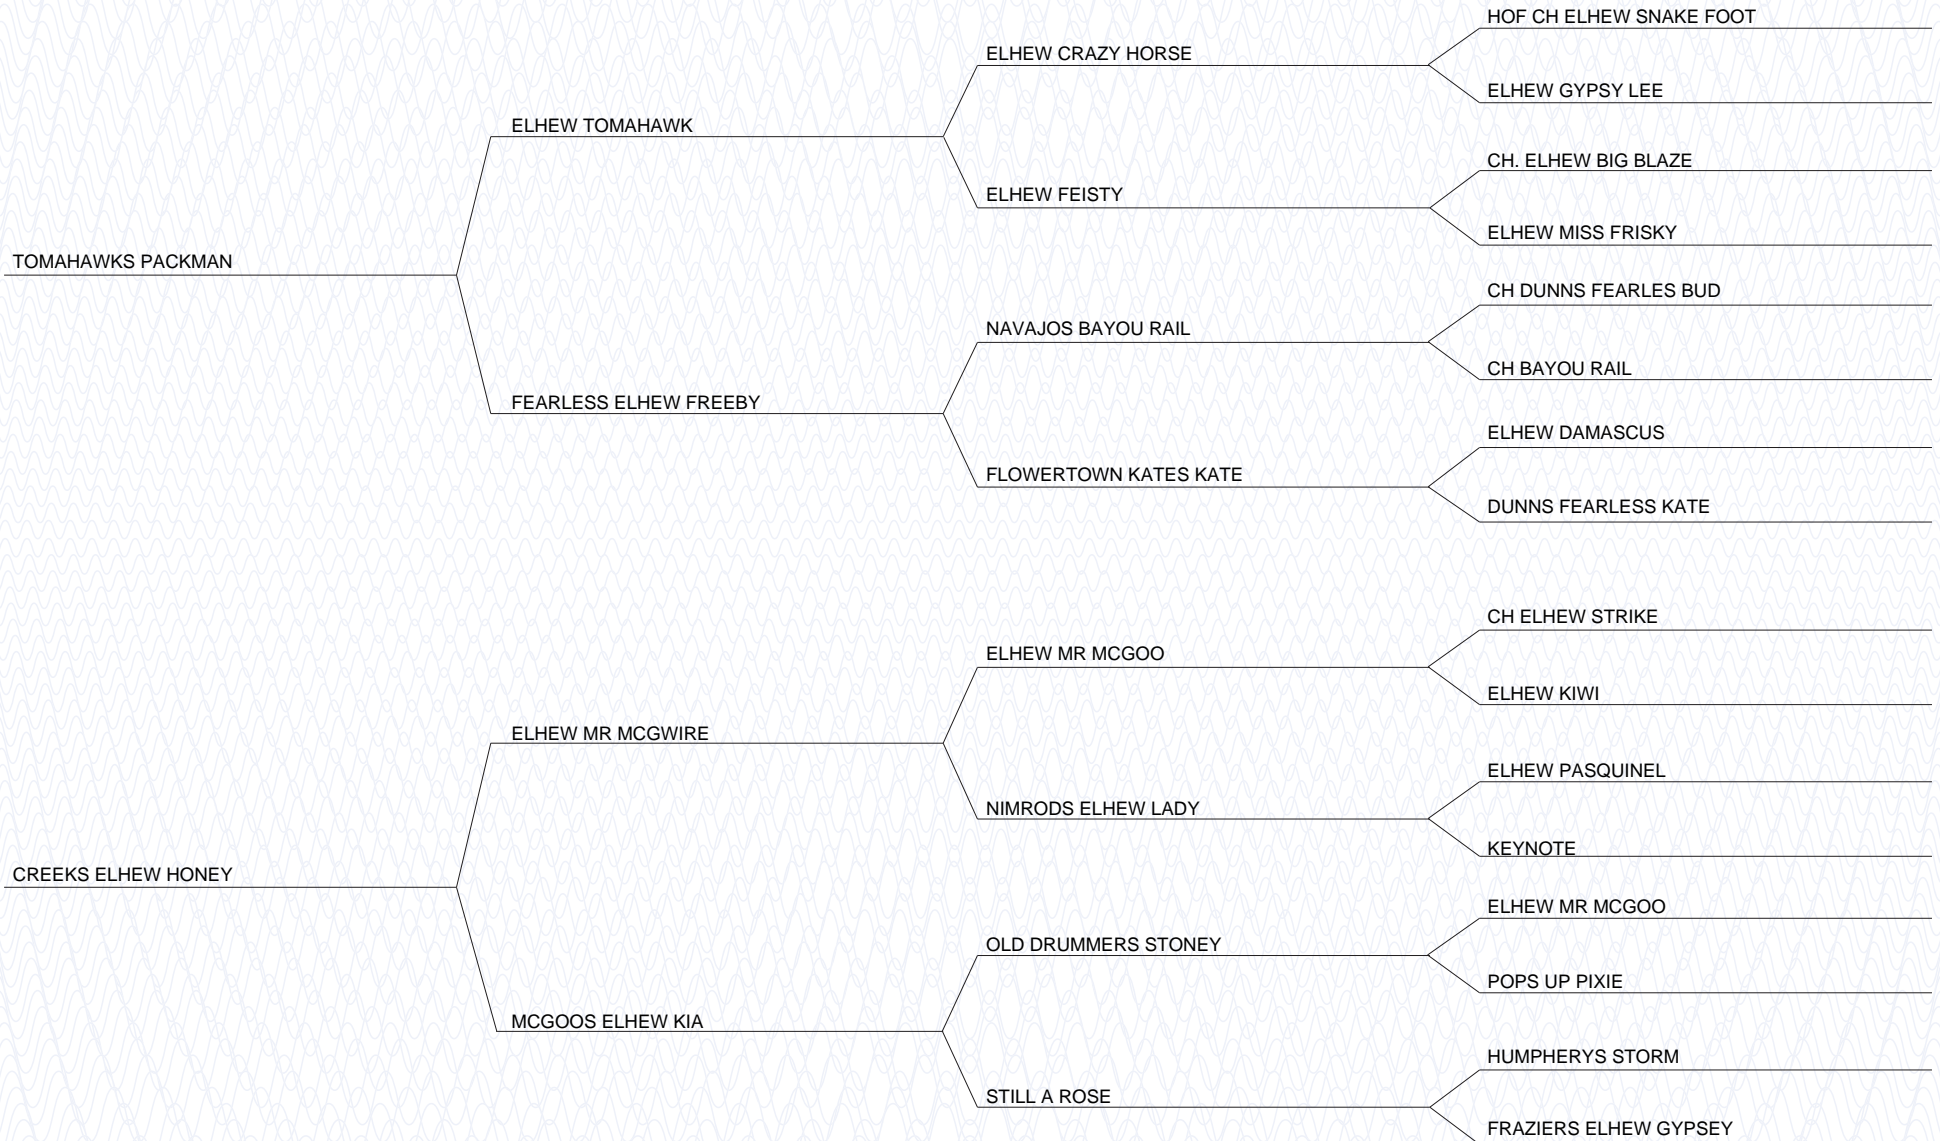 HOF CH ELHEW SNAKE FOOT
ELHEW CRAZY HORSE
ELHEW GYPSY LEE
ELHEW TOMAHAWK
CH. ELHEW BIG BLAZE
ELHEW FEISTY
ELHEW MISS FRISKY
TOMAHAWKS PACKMAN
CH DUNNS FEARLES BUD
NAVAJOS BAYOU RAIL
CH BAYOU RAIL
FEARLESS ELHEW FREEBY
ELHEW DAMASCUS
FLOWERTOWN KATES KATE
DUNNS FEARLESS KATE
CH ELHEW STRIKE
ELHEW MR MCGOO
ELHEW KIWI
ELHEW MR MCGWIRE
ELHEW PASQUINEL
NIMRODS ELHEW LADY
KEYNOTE
CREEKS ELHEW HONEY
ELHEW MR MCGOO
OLD DRUMMERS STONEY
POPS UP PIXIE
MCGOOS ELHEW KIA
HUMPHERYS STORM
STILL A ROSE
FRAZIERS ELHEW GYPSEY